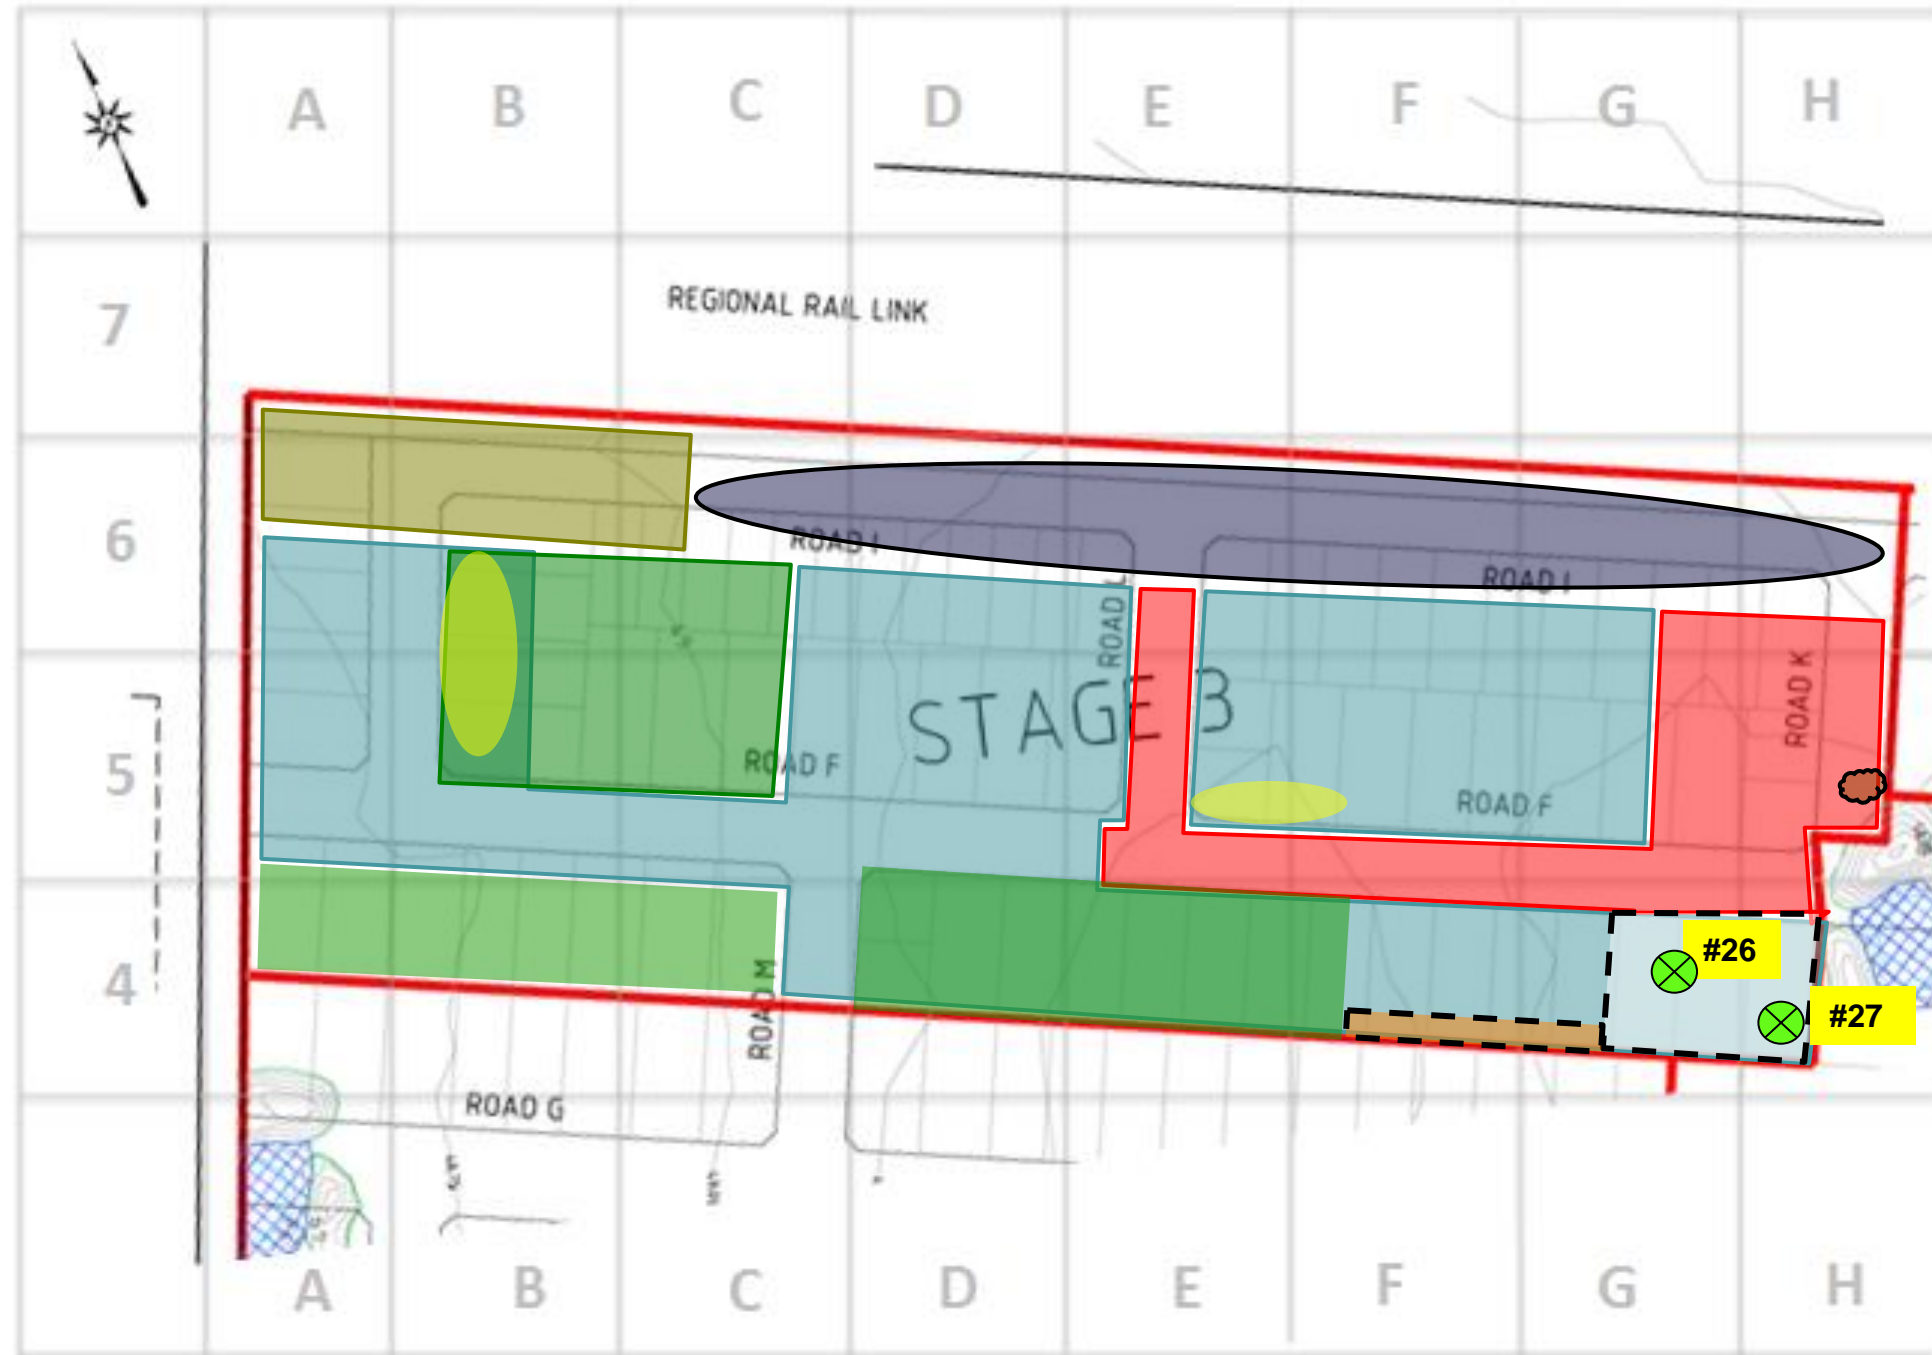 A B C D E F G H
7
REGIONAL RAIL LINK
6
ROAD I
ROAD I
ROAD L
STAGE 3
ROAD K
5
ROAD F
ROAD F
#26
4
#27
ROAD M
ROAD G
A B C D E F G H